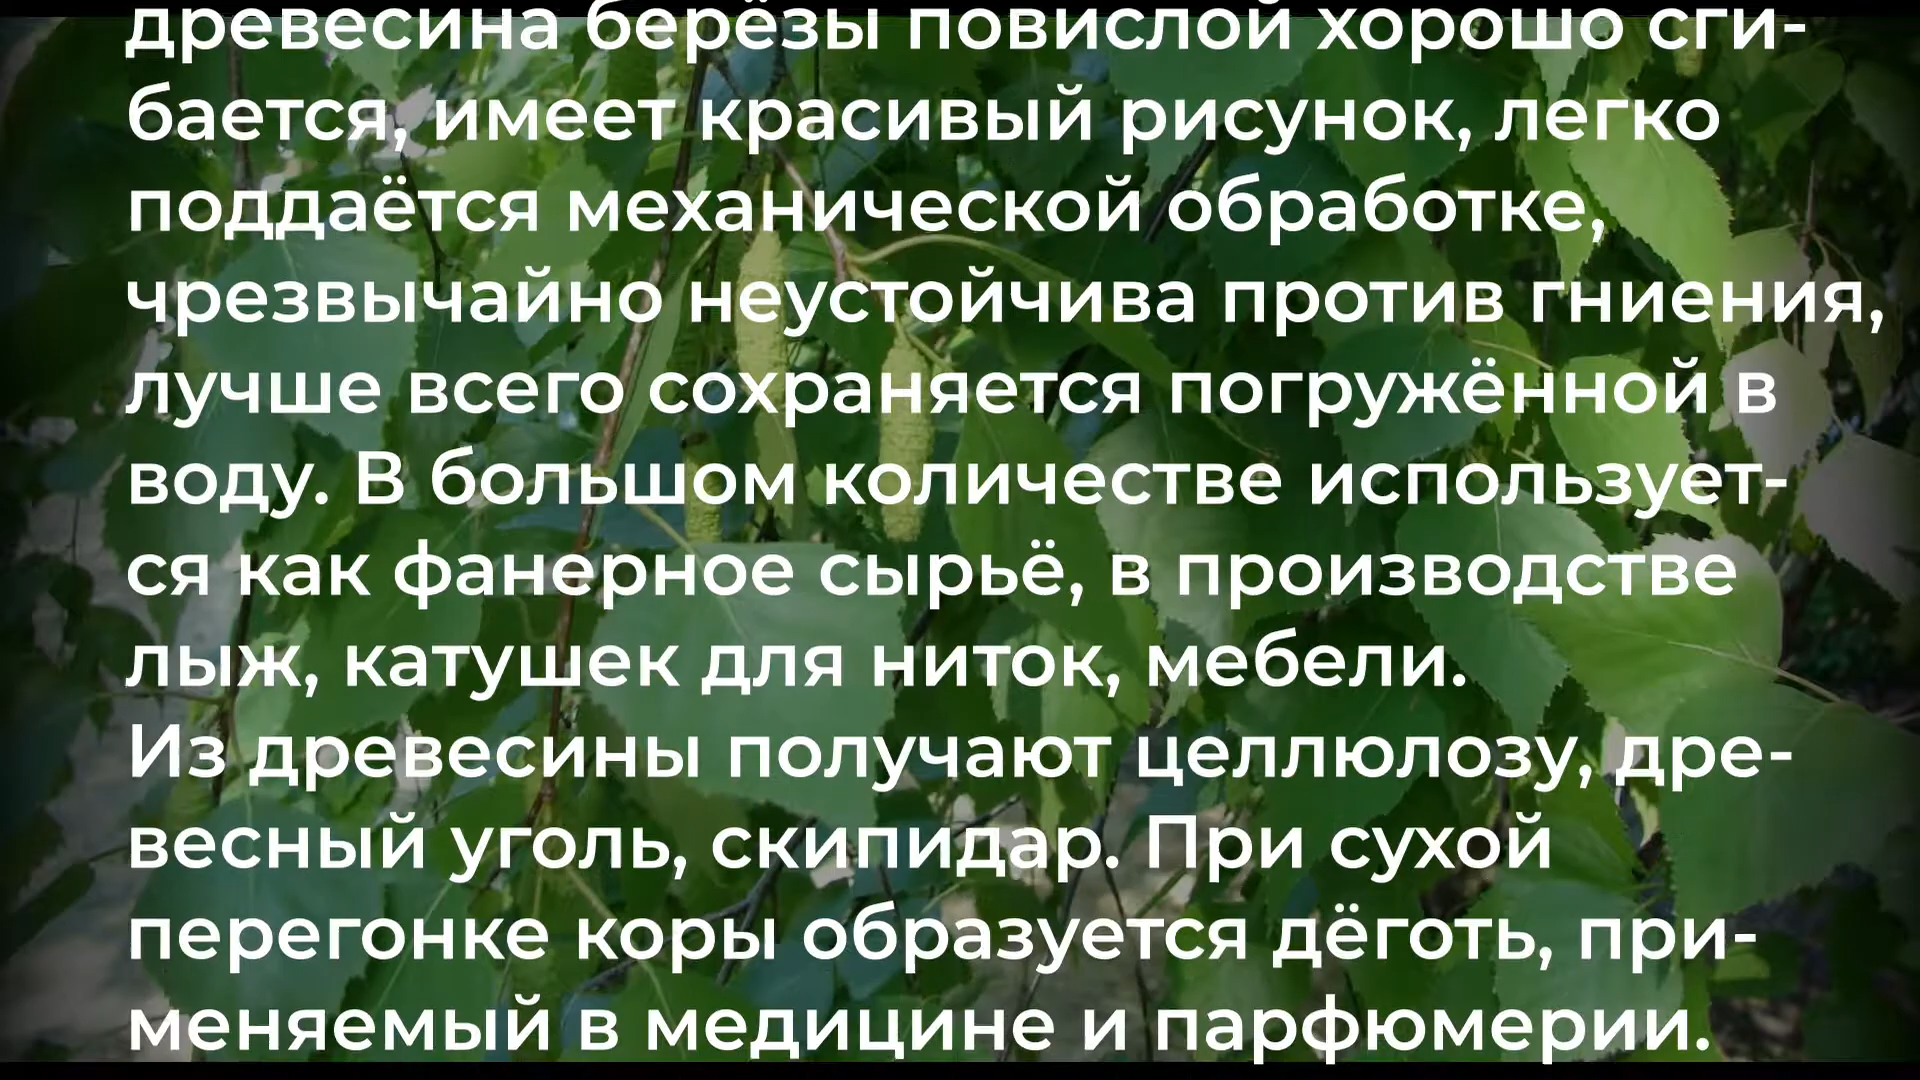 древесина берёзы повислой хорошо сги-
бается, имеет красивый рисунок, легко
поддаётся механической обработке,
чрезвычайно неустойчива против гниения,
лучше всего сохраняется погружённой в
воду. В большом количестве использует-
ся как фанерное сырьё, в производстве
лыж, катушек для ниток, мебели.
Из древесины получают целлюлозу, дре-
весный уголь, скипидар. При сухой
перегонке коры образуется дёготь, при-
меняемый в медицине и парфюмерии.